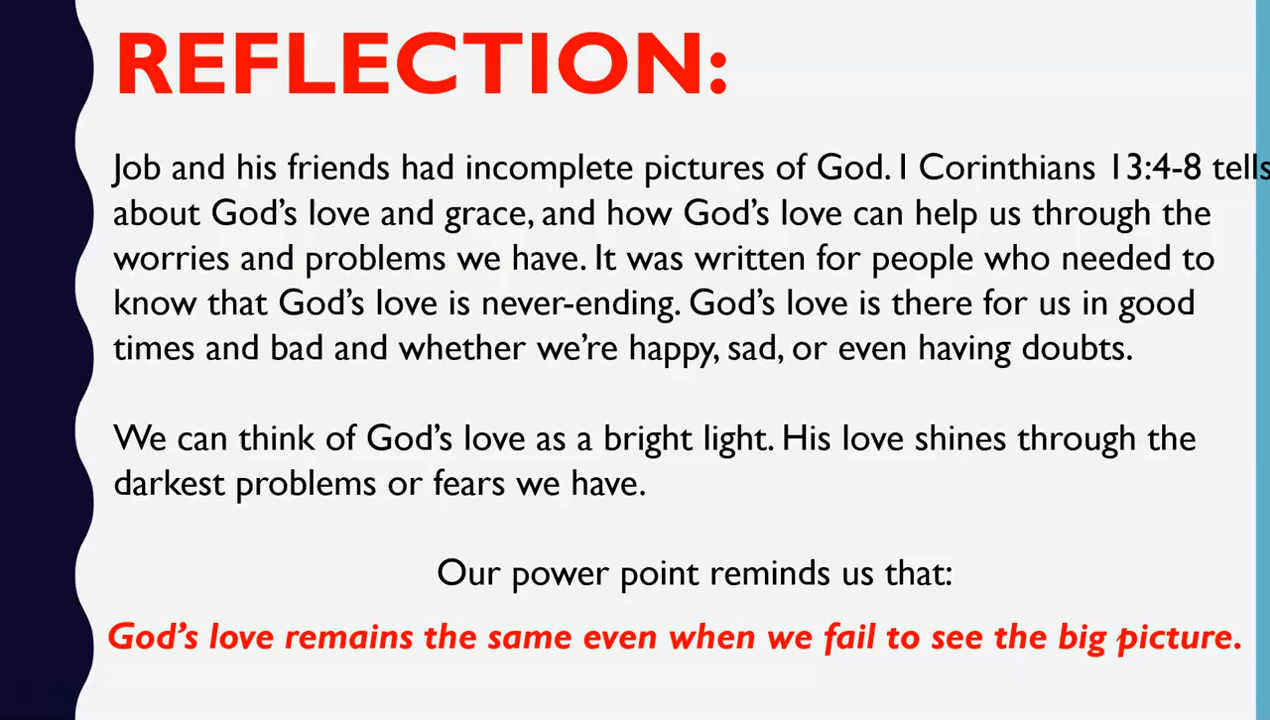 REFLECTION:
Job and his friends had incomplete pictures of God. I Corinthians 13:4-8 tells
about God's love and grace, and how God's love can help us through the
worries and problems we have. It was written for people who needed to
know that God's love is never-ending. God's love is there for us in good
times and bad and whether we're happy, sad, or even having doubts.
We can think of God's love as a bright light. His love shines through the
darkest problems or fears we have.
Our power point reminds us that:
God's love remains the same even when we fail to see the big picture.